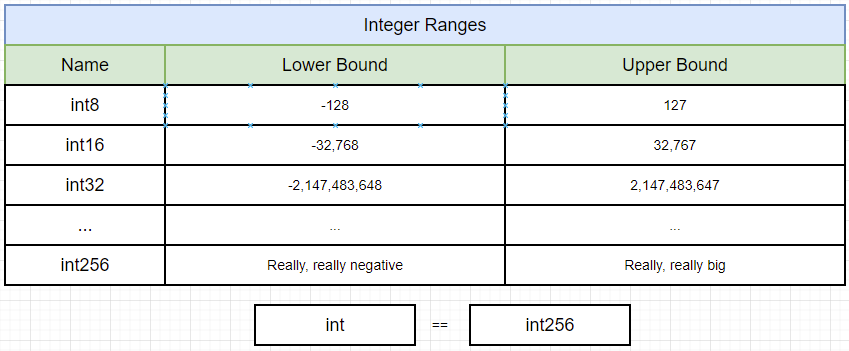 Integer Ranges
Name Lower Bound Upper Bound
int8 -128 127
int16 -32,768 32,767
int32 -2,147,483,648 2,147,483,647
... ... ...
int256 Really, really negative Really, really big
int == int256